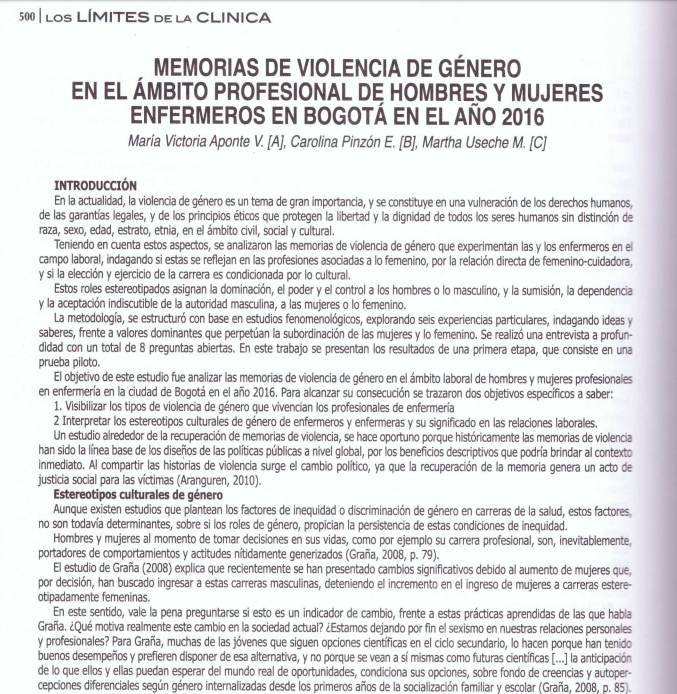 500 | LOS LÍMITES DE LA CLINICA
MEMORIAS DE VIOLENCIA DE GÉNERO
EN EL ÁMBITO PROFESIONAL DE HOMBRES Y MUJERES
ENFERMEROS EN BOGOTÁ EN EL AÑO 2016
María Victoria Aponte V. [A], Carolina Pinzón E. [B], Martha Useche M. [C]
INTRODUCCIÓN
En la actualidad, la violencia de género es un tema de gran importancia, y se constituye en una vulneración de los derechos humanos,
de las garantías legales, y de los principios éticos que protegen la libertad y la dignidad de todos los seres humanos sin distinción de
raza, sexo, edad, estrato, etnia, en el ámbito civil, social y cultural.
Teniendo en cuenta estos aspectos, se analizaron las memorias de violencia de género que experimentan las y los enfermeros en el
campo laboral, indagando si estas se reflejan en las profesiones asociadas a lo femenino, por la relación directa de femenino-cuidadora,
y si la elección y ejercicio de la carrera es condicionada por lo cultural.
Estos roles estereotipados asignan la dominación, el poder y el control a los hombres o lo masculino, y la sumisión, la dependencia
y la aceptación indiscutible de la autoridad masculina, a las mujeres o lo femenino.
La metodología, se estructuró con base en estudios fenomenológicos, explorando seis experiencias particulares, indagando ideas y
saberes, frente a valores dominantes que perpetúan la subordinación de las mujeres y lo femenino. Se realizó una entrevista a profun-
didad con un total de 8 preguntas abiertas. En este trabajo se presentan los resultados de una primera etapa, que consiste en una
prueba piloto.
El objetivo de este estudio fue analizar las memorias de violencia de género en el ámbito laboral de hombres y mujeres profesionales
en enfermería en la ciudad de Bogotá en el año 2016. Para alcanzar su consecución se trazaron dos objetivos específicos a saber:
1. Visibilizar los tipos de violencia de género que vivencian los profesionales de enfermería
2 Interpretar los estereotipos culturales de género de enfermeros y enfermeras y su significado en las relaciones laborales.
Un estudio alrededor de la recuperación de memorias de violencia, se hace oportuno porque históricamente las memorias de violencia
han sido la línea base de los diseños de las políticas públicas a nivel global, por los beneficios descriptivos que podría brindar al contexto
inmediato. Al compartir las historias de violencia surge el cambio político, ya que la recuperación de la memoria genera un acto de
justicia social para las víctimas (Aranguren, 2010).
Estereotipos culturales de género
Aunque existen estudios que plantean los factores de inequidad o discriminación de género en carreras de la salud, estos factores,
no son todavía determinantes, sobre si los roles de género, propician la persistencia de estas condiciones de inequidad.
Hombres y mujeres al momento de tomar decisiones en sus vidas, como por ejemplo su carrera profesional, son, inevitablemente,
portadores de comportamientos y actitudes nítidamente generizados (Graña, 2008, p. 79).
El estudio de Graña (2008) explica que recientemente se han presentado cambios significativos debido al aumento de mujeres que,
por decisión, han buscado ingresar a estas carreras masculinas, deteniendo el incremento en el ingreso de mujeres a carreras estere-
otipadamente femeninas.
En este sentido, vale la pena preguntarse si esto es un indicador de cambio, frente a estas prácticas aprendidas de las que habla
Graña. ¿Qué motiva realmente este cambio en la sociedad actual? ¿Estamos dejando por fin el sexismo en nuestras relaciones personales
y profesionales? Para Graña, muchas de las jóvenes que siguen opciones científicas en el ciclo secundario, lo hacen porque han tenido
buenos desempeños y prefieren disponer de esa alternativa, y no porque se vean a sí mismas como futuras científicas [...] la anticipación
de lo que ellos y ellas puedan esperar del mundo real de oportunidades, condiciona sus opciones, sobre fondo de creencias y autoper-
cepciones diferenciales según género internalizadas desde los primeros años de la socialización familiar y escolar (Graña, 2008, p. 85).